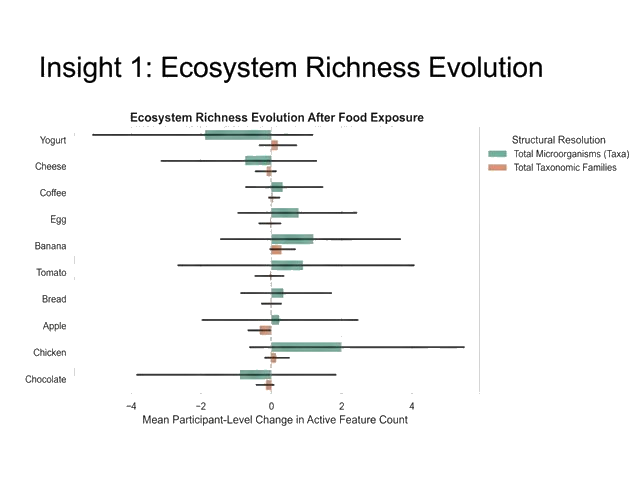 Insight 1: Ecosystem Richness Evolution
Ecosystem Richness Evolution After Food Exposure
Yogurt
Cheese
Coffee
Egg
Banana
Tomato
Bread
Apple
Chicken
Chocolate
−4 −2 0 2 4
Mean Participant-Level Change in Active Feature Count
Structural Resolution
Total Microorganisms (Taxa)
Total Taxonomic Families